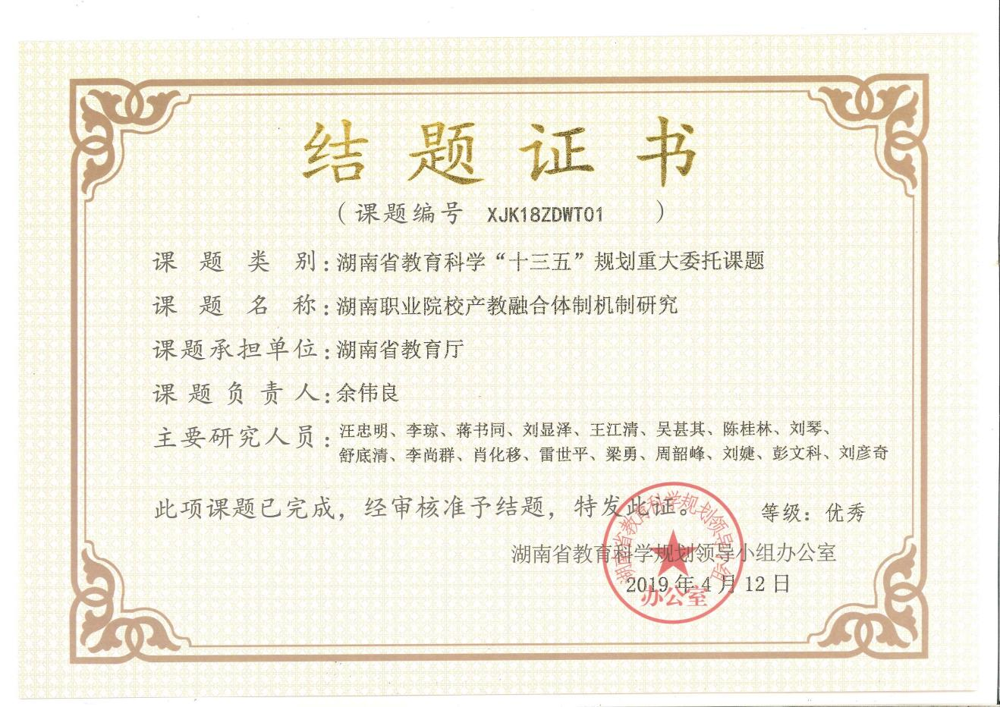 结题证书
（课题编号 XJK18ZDWT01 ）
课题类别：湖南省教育科学“十三五”规划重大委托课题
课题名称：湖南职业院校产教融合体制机制研究
课题承担单位：湖南省教育厅
课题负责人：余伟良
主要研究人员：汪忠明、李琼、蒋书同、刘显泽、王江清、吴甚其、陈桂林、刘琴、
舒底清、李尚群、肖化移、雷世平、梁勇、周韶峰、刘婕、彭文科、刘彦奇
此项课题已完成，经审核准予结题，特发此证。 等级：优秀
湖南省教育科学规划领导小组办公室
2019年4月12日
湖南省教育科学规划领导小组
办公室